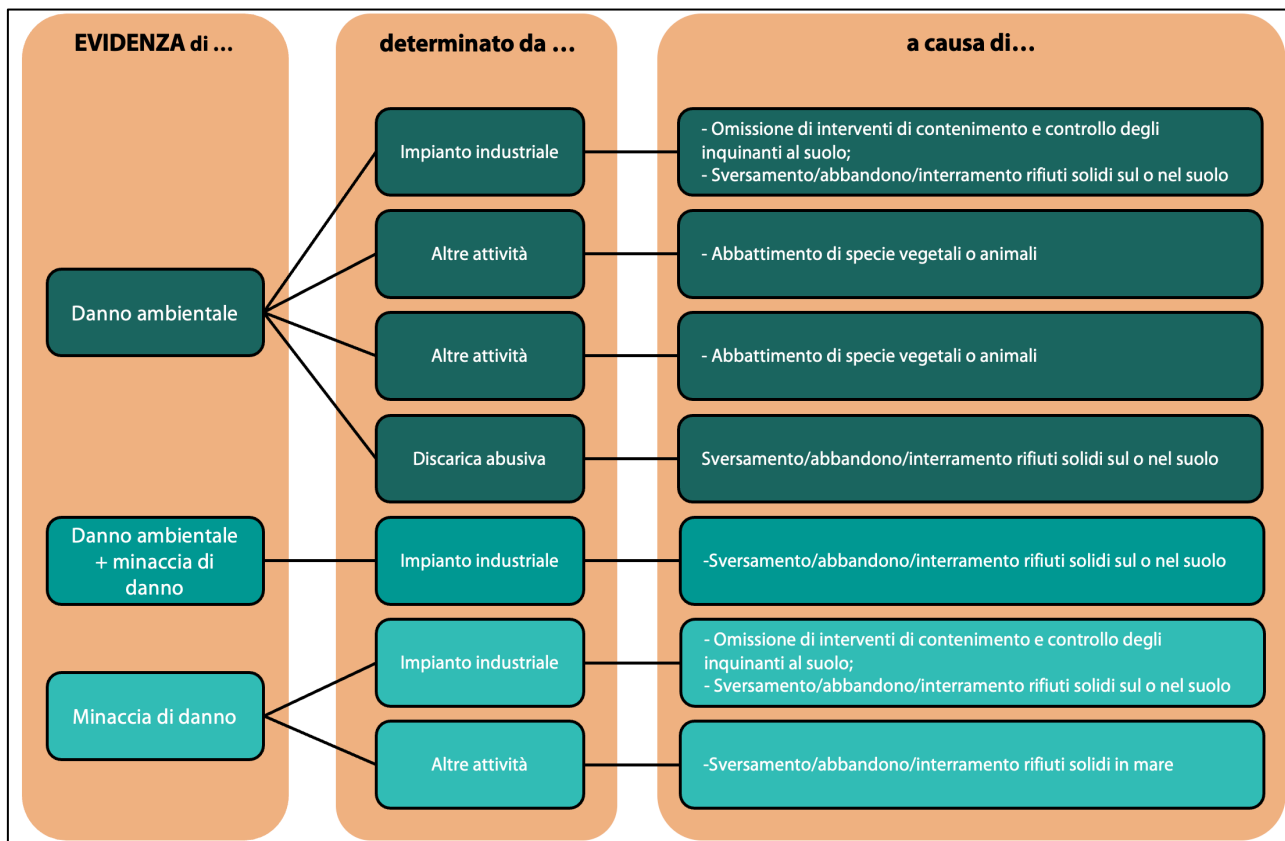 EVIDENZA di ...
determinato da ...
a causa di...
Danno ambientale
Impianto industriale
- Omissione di interventi di contenimento e controllo degli
inquinanti al suolo;
- Sversamento/abbandono/interramento rifiuti solidi sul o nel suolo
Altre attività
- Abbattimento di specie vegetali o animali
Altre attività
- Abbattimento di specie vegetali o animali
Discarica abusiva
Sversamento/abbandono/interramento rifiuti solidi sul o nel suolo
Danno ambientale
+ minaccia di
danno
Impianto industriale
-Sversamento/abbandono/interramento rifiuti solidi sul o nel suolo
Minaccia di danno
Impianto industriale
- Omissione di interventi di contenimento e controllo degli
inquinanti al suolo;
- Sversamento/abbandono/interramento rifiuti solidi sul o nel suolo
Altre attività
-Sversamento/abbandono/interramento rifiuti solidi in mare